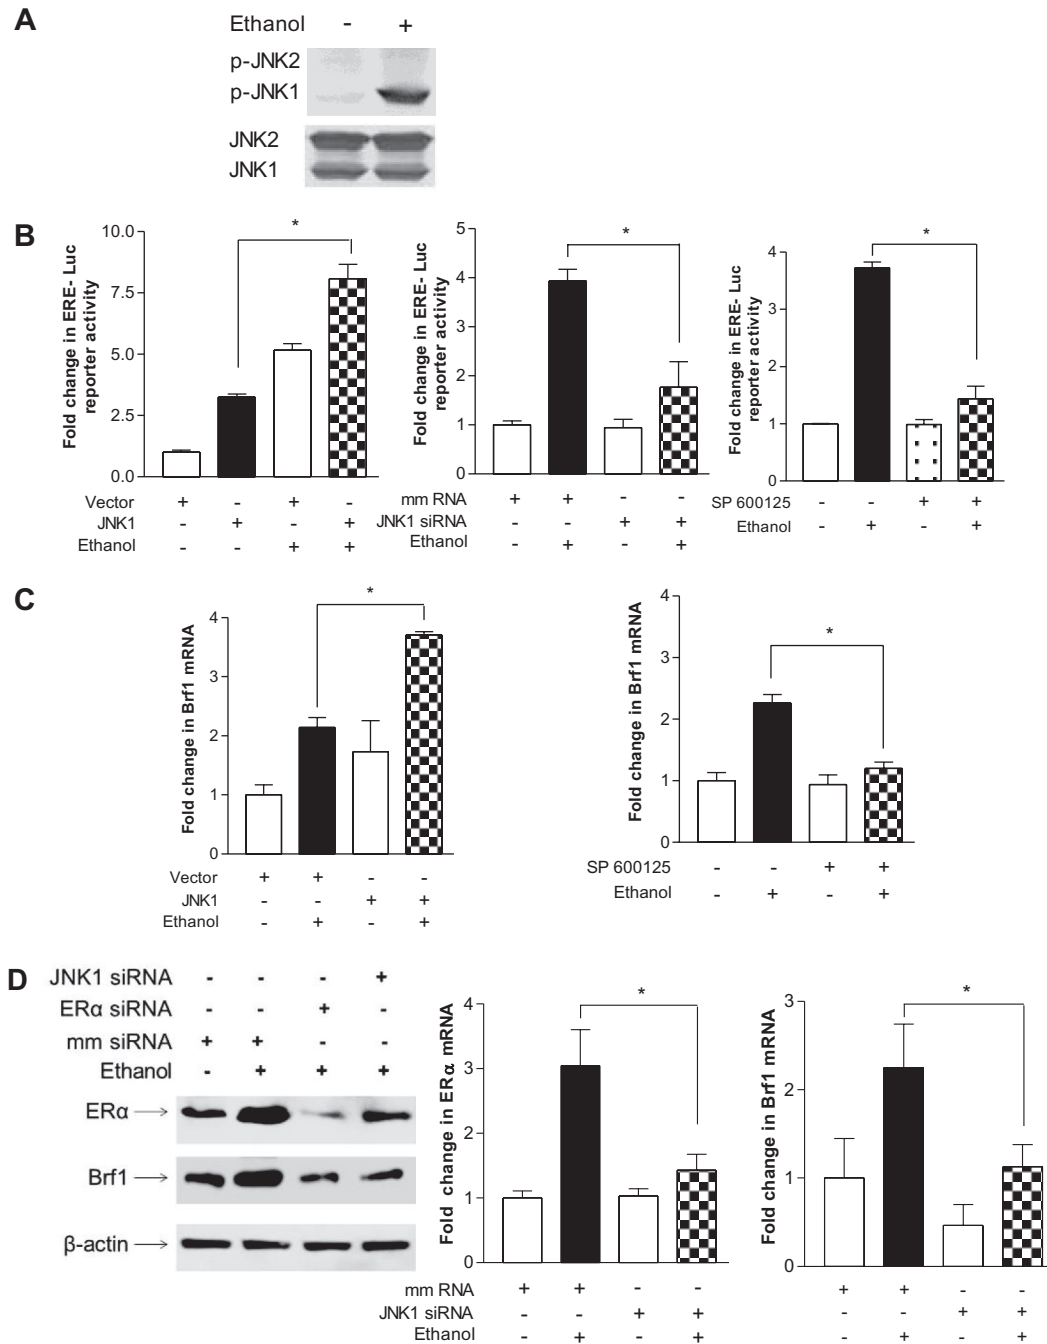 A
Ethanol - +
p-JNK2
p-JNK1
JNK2
JNK1
B
Fold change in ERE- Luc
reporter activity
10.0
7.5
5.0
2.5
0.0
*
Vector + - + -
JNK1 - + - +
Ethanol - - + +
Fold change in ERE- Luc
reporter activity
5
4
3
2
1
0
*
mm RNA + + - -
JNK1 siRNA - - + +
Ethanol - + - +
Fold change in ERE- Luc
reporter activity
4
3
2
1
0
*
SP 600125 - - + +
Ethanol - + - +
C
Fold change in Brf1 mRNA
4
3
2
1
0
*
Vector + + - -
JNK1 - - + +
Ethanol - + - +
Fold change in Brf1 mRNA
4
3
2
1
0
*
SP 600125 - - + +
Ethanol - + - +
D
JNK1 siRNA - - - +
ERα siRNA - - + -
mm siRNA + + - -
Ethanol - + + +
ERα
Brf1
β-actin
Fold change in ERα mRNA
4
3
2
1
0
*
mm RNA + + - -
JNK1 siRNA - - + +
Ethanol - + - +
Fold change in Brf1 mRNA
3
2
1
0
*
+ + - -
- - + +
- + - +